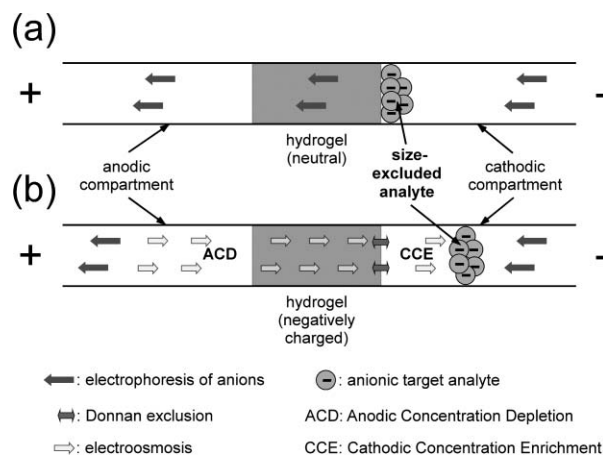 (a)
+
-
hydrogel
(neutral)
anodic
compartment
size-
excluded
analyte
cathodic
compartment
(b)
+
ACD
CCE
-
hydrogel
(negatively
charged)
: electrophoresis of anions
: anionic target analyte
: Donnan exclusion
ACD: Anodic Concentration Depletion
: electroosmosis
CCE: Cathodic Concentration Enrichment